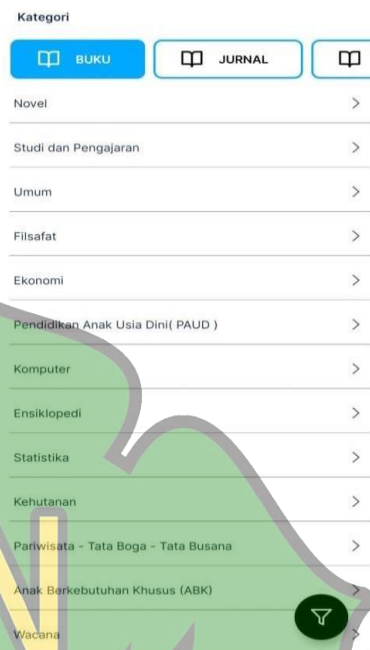 Kategori
BUKU
JURNAL
Novel
Studi dan Pengajaran
Umum
Filsafat
Ekonomi
Pendidikan Anak Usia Dini( PAUD )
Komputer
Ensiklopedi
Statistika
Kehutanan
Pariwisata - Tata Boga - Tata Busana
Anak Berkebutuhan Khusus (ABK)
Wacana